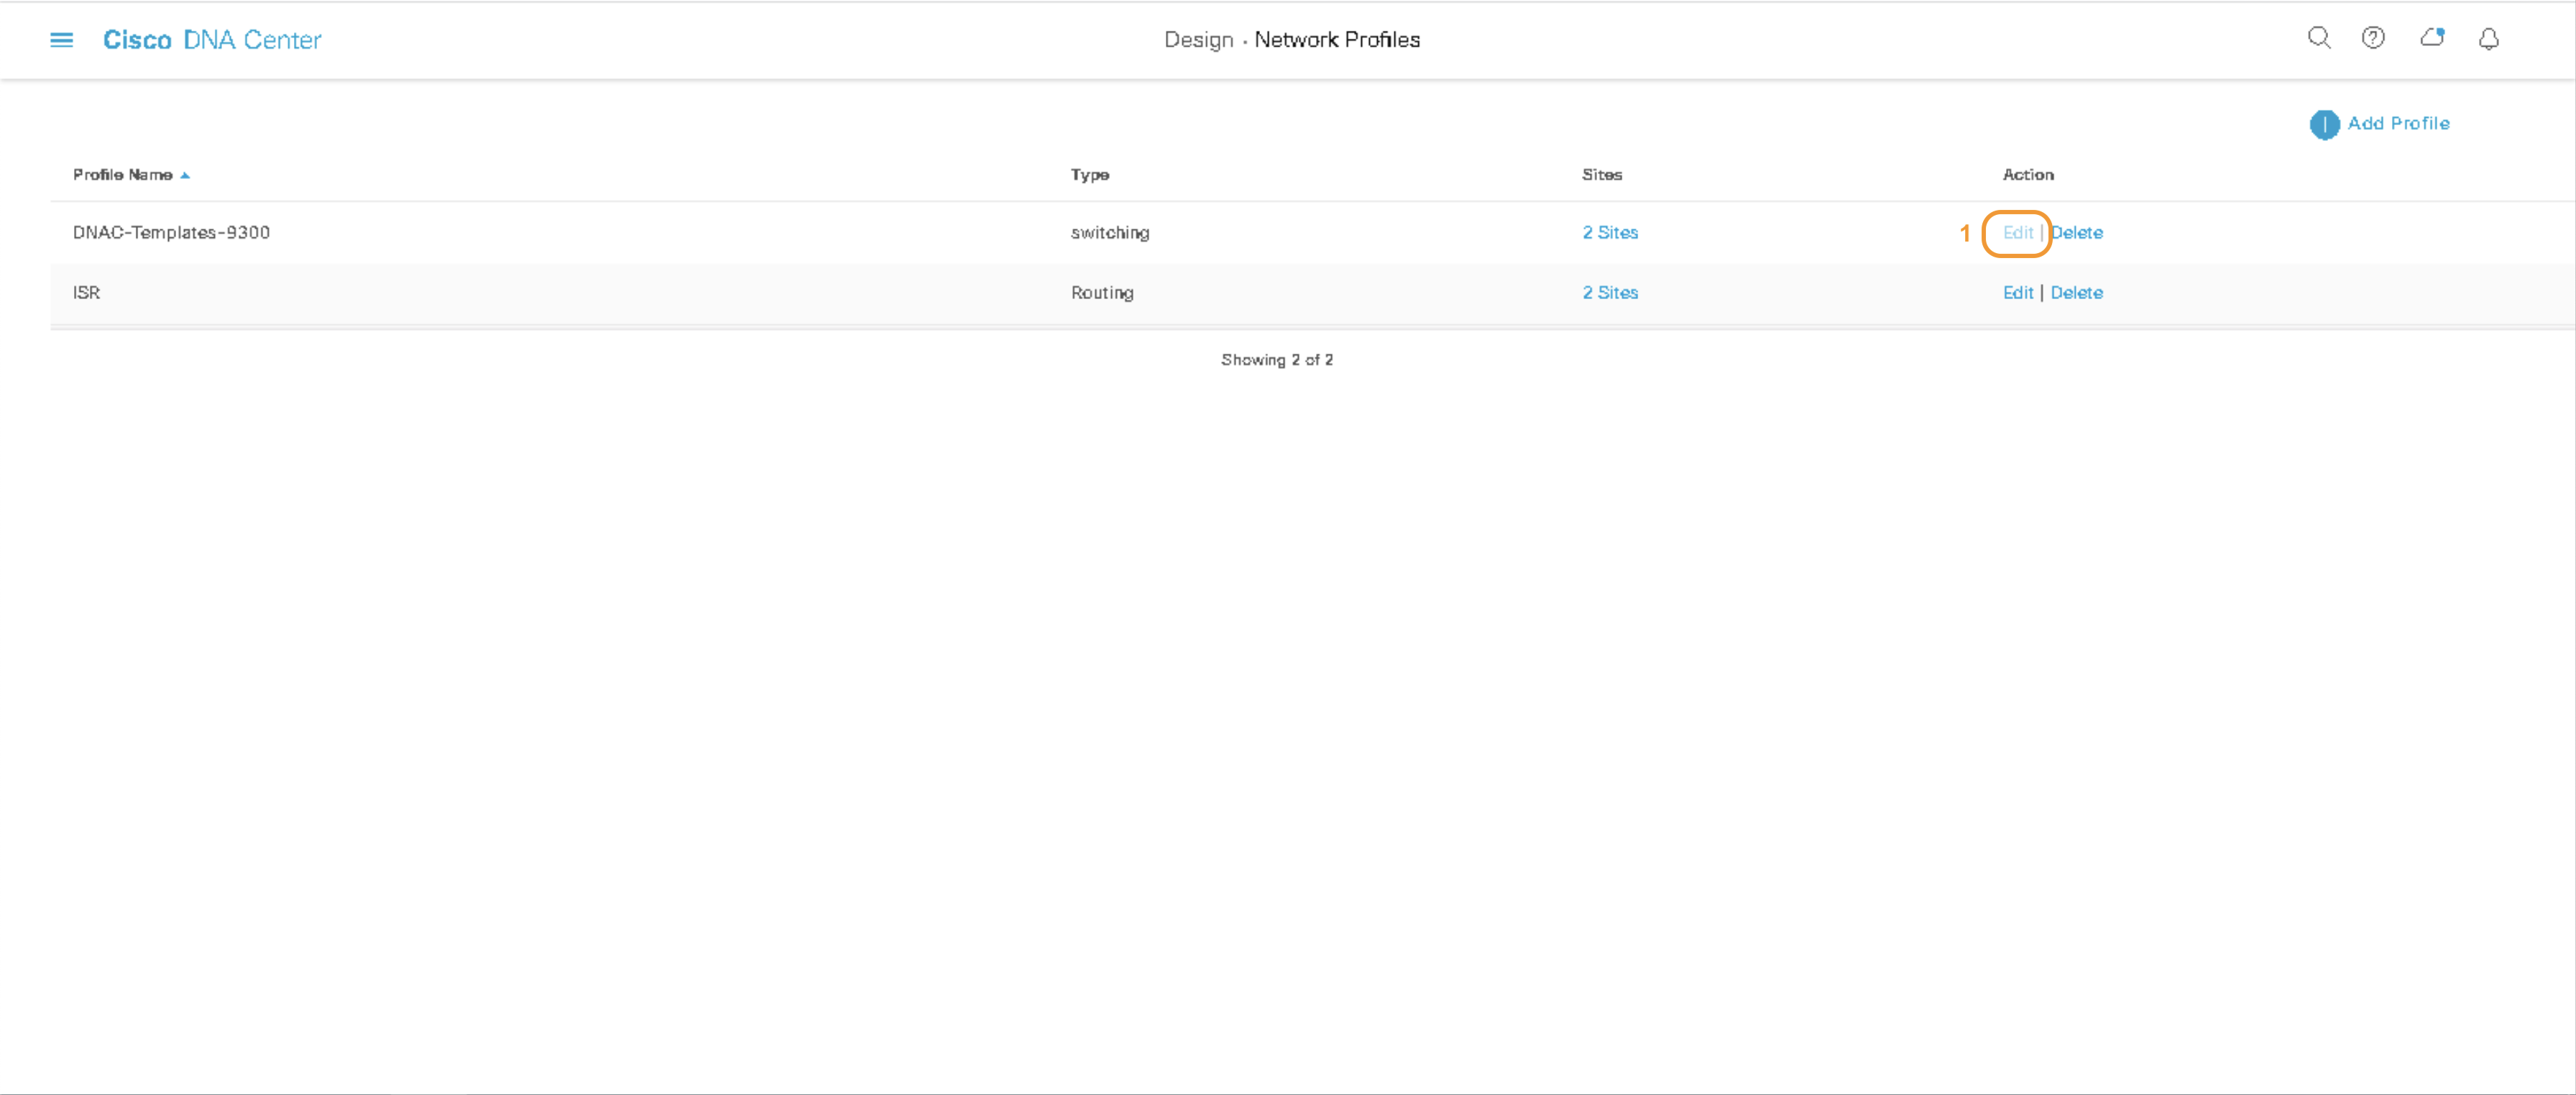 Cisco DNA Center
Design · Network Profiles
Add Profile
Profile Name Type Sites Action
DNAC-Templates-9300 switching 2 Sites 1 Edit | Delete
ISR Routing 2 Sites Edit | Delete
Showing 2 of 2